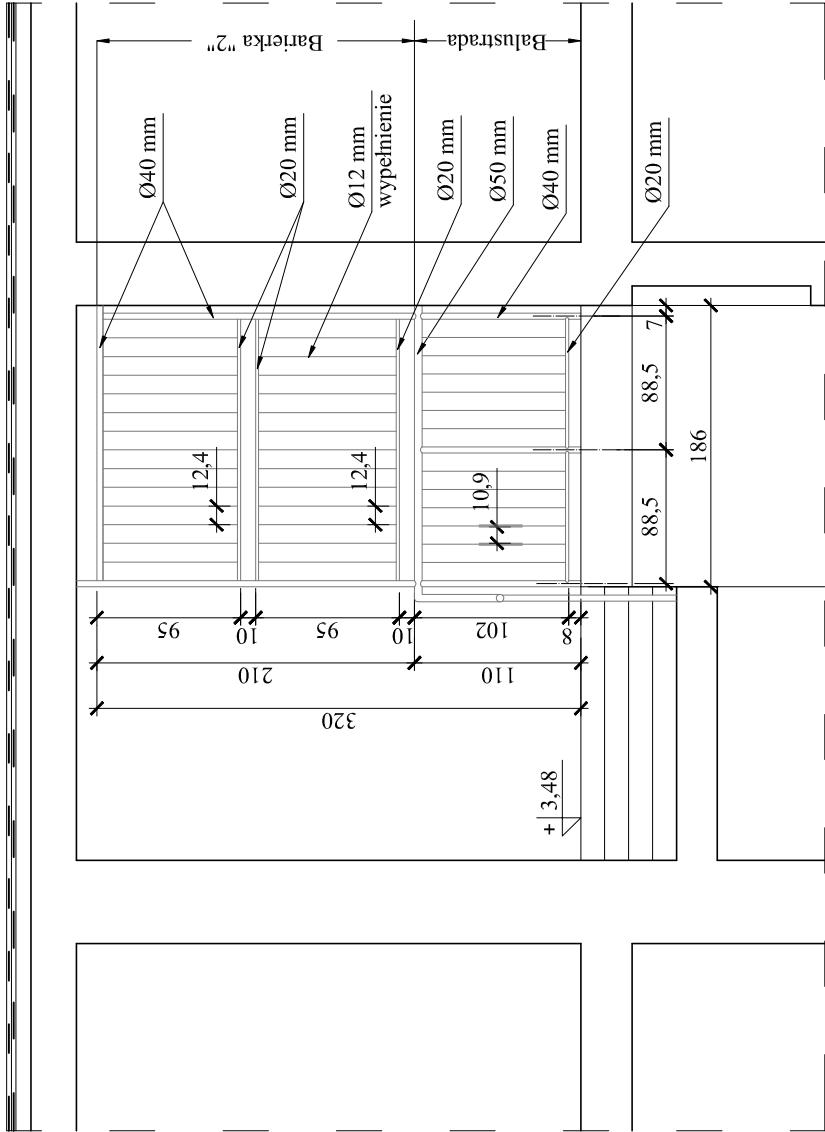 Barierka "2"
Balustrada
Ø40 mm
Ø20 mm
Ø12 mm
wypełnienie
Ø20 mm
Ø50 mm
Ø40 mm
Ø20 mm
12,4
12,4
10,9
95
10
95
10
102
8
210
110
320
+ 3,48
88,5
88,5
7
186